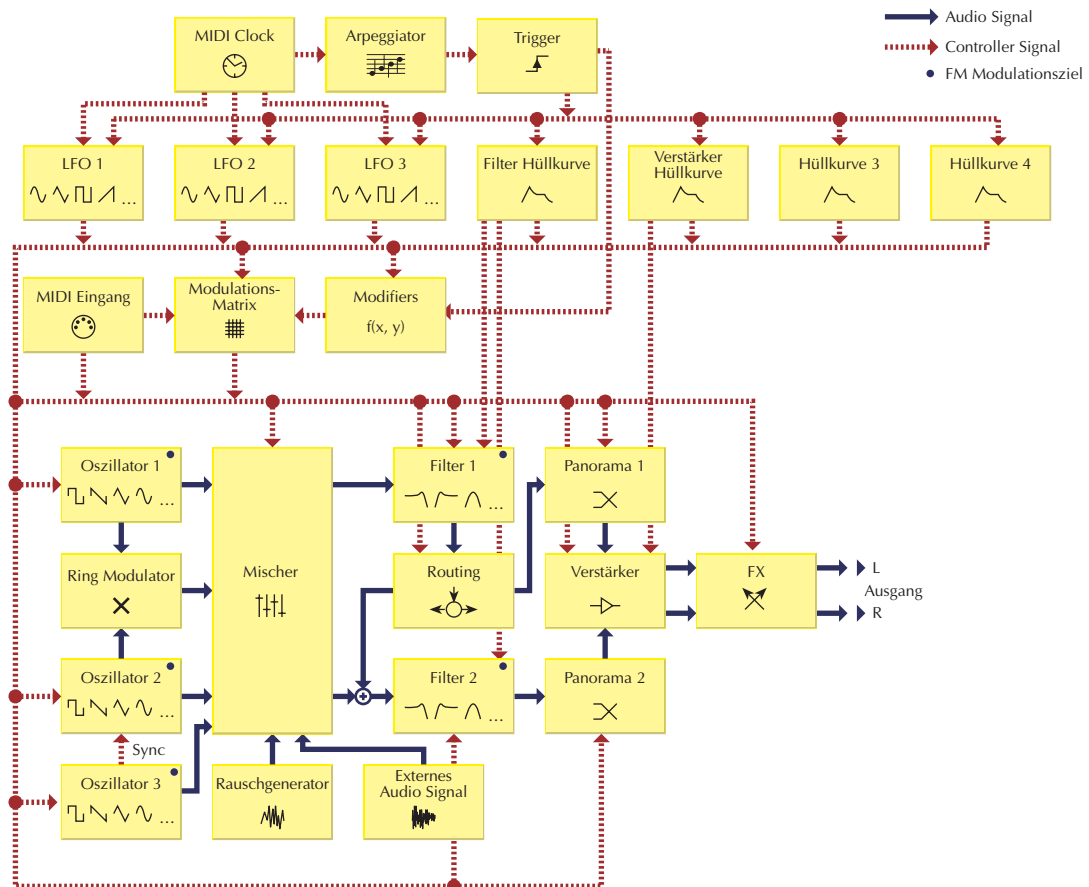 MIDI Clock
Arpeggiator
Trigger
Audio Signal
Controller Signal
FM Modulationsziel
LFO 1
...
LFO 2
...
LFO 3
...
Filter Hüllkurve
Verstärker
Hüllkurve
Hüllkurve 3
Hüllkurve 4
MIDI Eingang
Modulations-
Matrix
Modifiers
f(x, y)
Oszillator 1
...
Mischer
Filter 1
...
Panorama 1
Ring Modulator
Routing
Verstärker
FX
L
Ausgang
R
Oszillator 2
...
Filter 2
...
Panorama 2
Sync
Oszillator 3
...
Rauschgenerator
Externes
Audio Signal